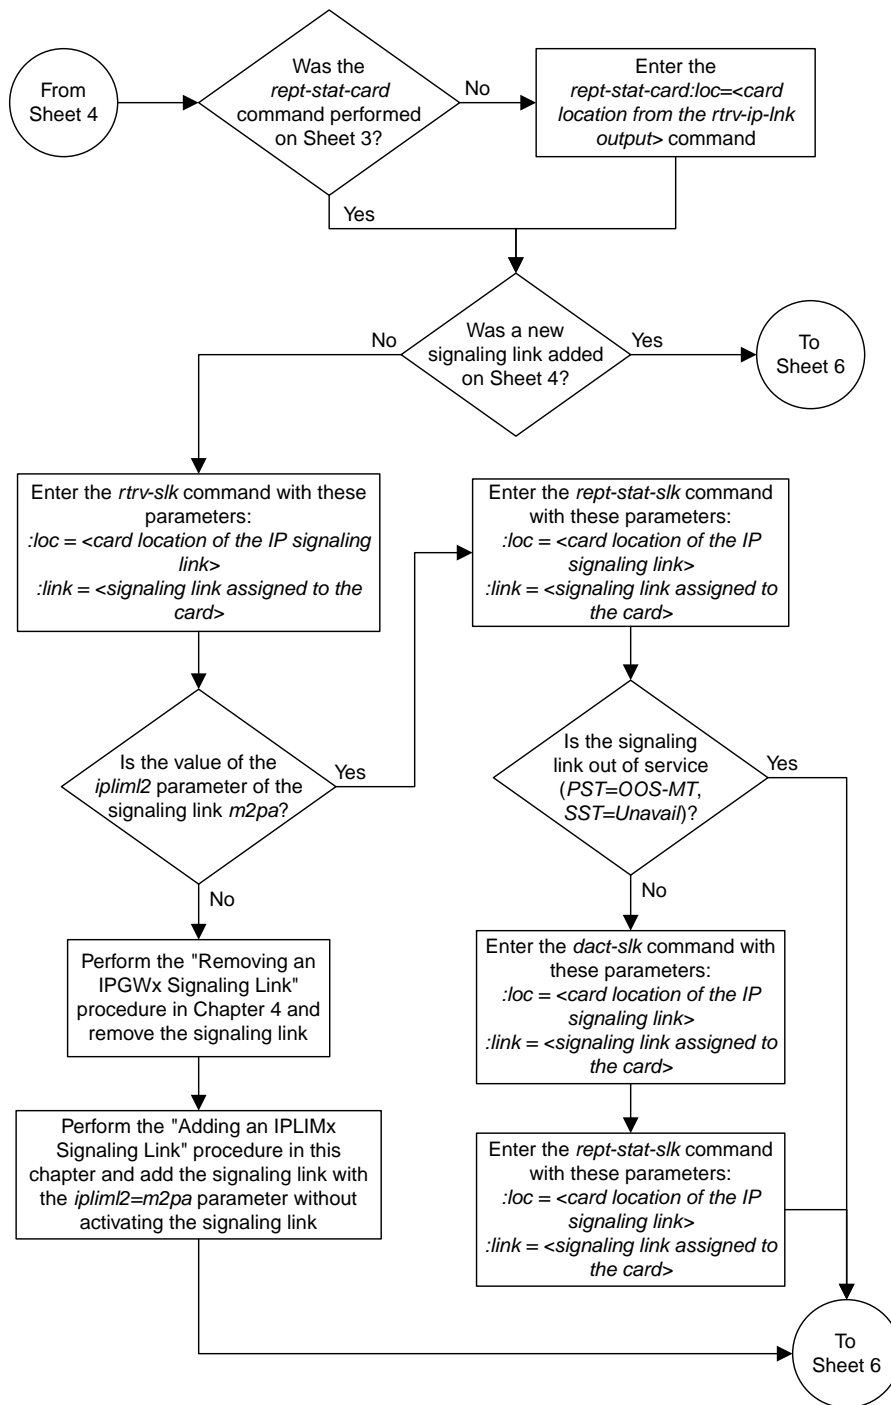 From
Sheet 4
Was the
rept-stat-card
command performed
on Sheet 3?
No
Enter the
rept-stat-card:loc=<card
location from the rtrv-ip-lnk
output> command
Yes
Was a new
signaling link added
on Sheet 4?
No
Yes
To
Sheet 6
Enter the rtrv-slk command with these
parameters:
:loc = <card location of the IP signaling
link>
:link = <signaling link assigned to the
card>
Enter the rept-stat-slk command
with these parameters:
:loc = <card location of the IP
signaling link>
:link = <signaling link assigned to
the card>
Is the value of the
ipliml2 parameter of the
signaling link m2pa?
Yes
Is the signaling
link out of service
(PST=OOS-MT,
SST=Unavail)?
Yes
No
No
Perform the "Removing an
IPGWx Signaling Link"
procedure in Chapter 4 and
remove the signaling link
Enter the dact-slk command with
these parameters:
:loc = <card location of the IP
signaling link>
:link = <signaling link assigned to
the card>
Perform the "Adding an IPLIMx
Signaling Link" procedure in this
chapter and add the signaling link with
the ipliml2=m2pa parameter without
activating the signaling link
Enter the rept-stat-slk command
with these parameters:
:loc = <card location of the IP
signaling link>
:link = <signaling link assigned to
the card>
To
Sheet 6